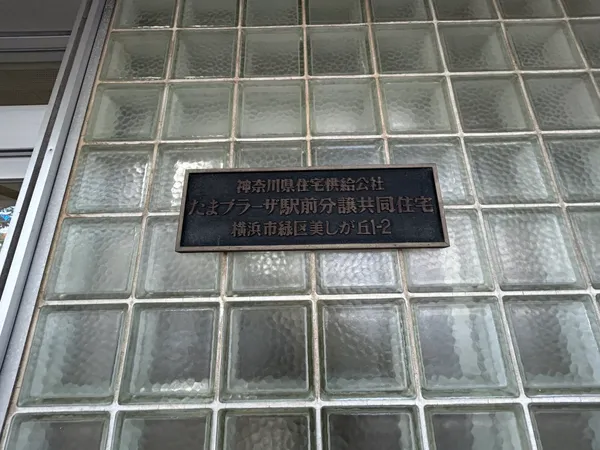 神奈川県住宅供給公社
たまプラーザ駅前分譲共同住宅
横浜市緑区美しが丘1-2